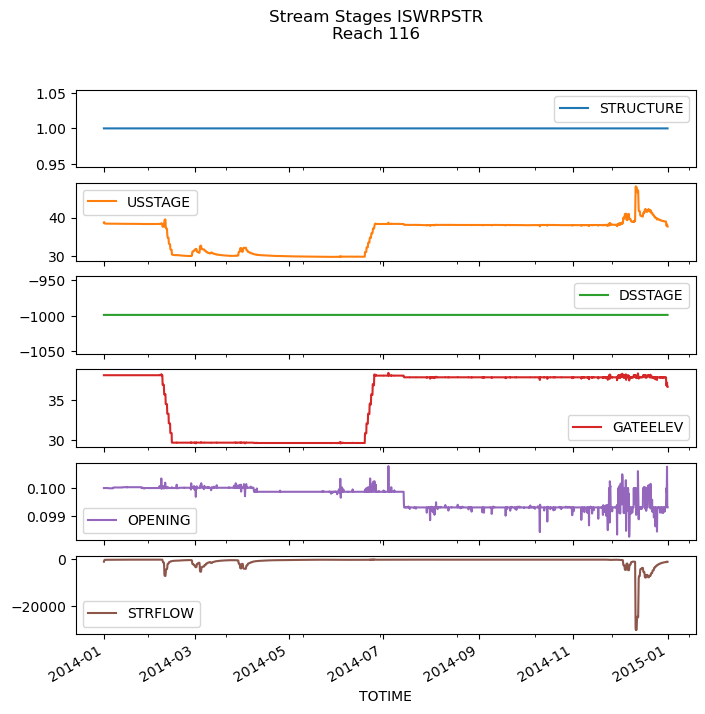 Stream Stages ISWRPSTR
Reach 116
1.05
1.00
0.95
STRUCTURE
40
30
USSTAGE
−950
−1000
−1050
DSSTAGE
35
30
GATEELEV
0.100
0.099
OPENING
0
−20000
STRFLOW
2014-01
2014-03
2014-05
2014-07
2014-09
2014-11
2015-01
TOTIME